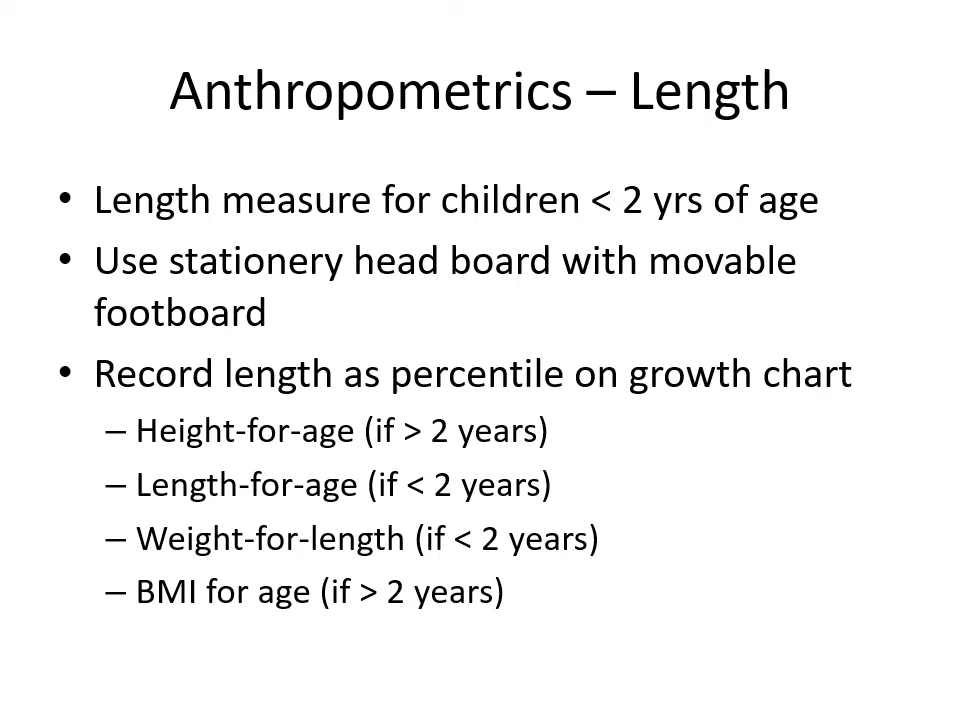 Anthropometrics – Length
• Length measure for children < 2 yrs of age
• Use stationery head board with movable
footboard
• Record length as percentile on growth chart
– Height-for-age (if > 2 years)
– Length-for-age (if < 2 years)
– Weight-for-length (if < 2 years)
– BMI for age (if > 2 years)